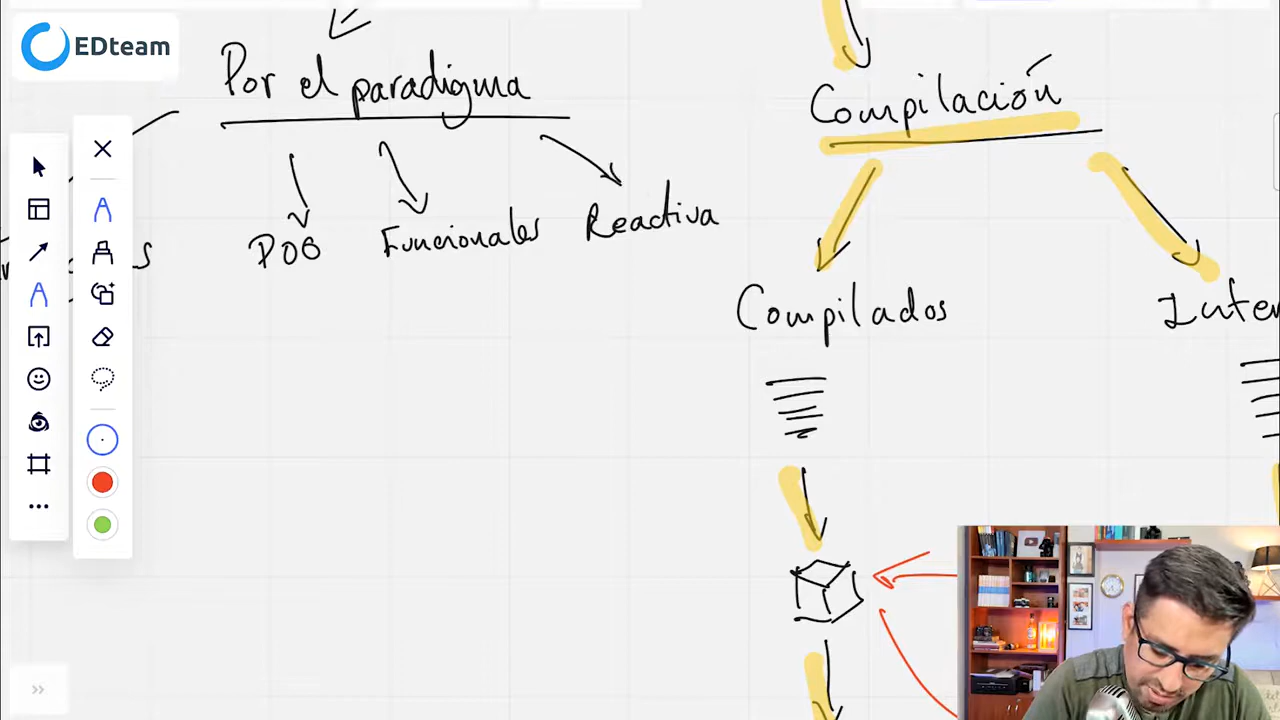 EDteam
Por el paradigma
Compilación
POO
Funcionales
Reactiva
Compilados